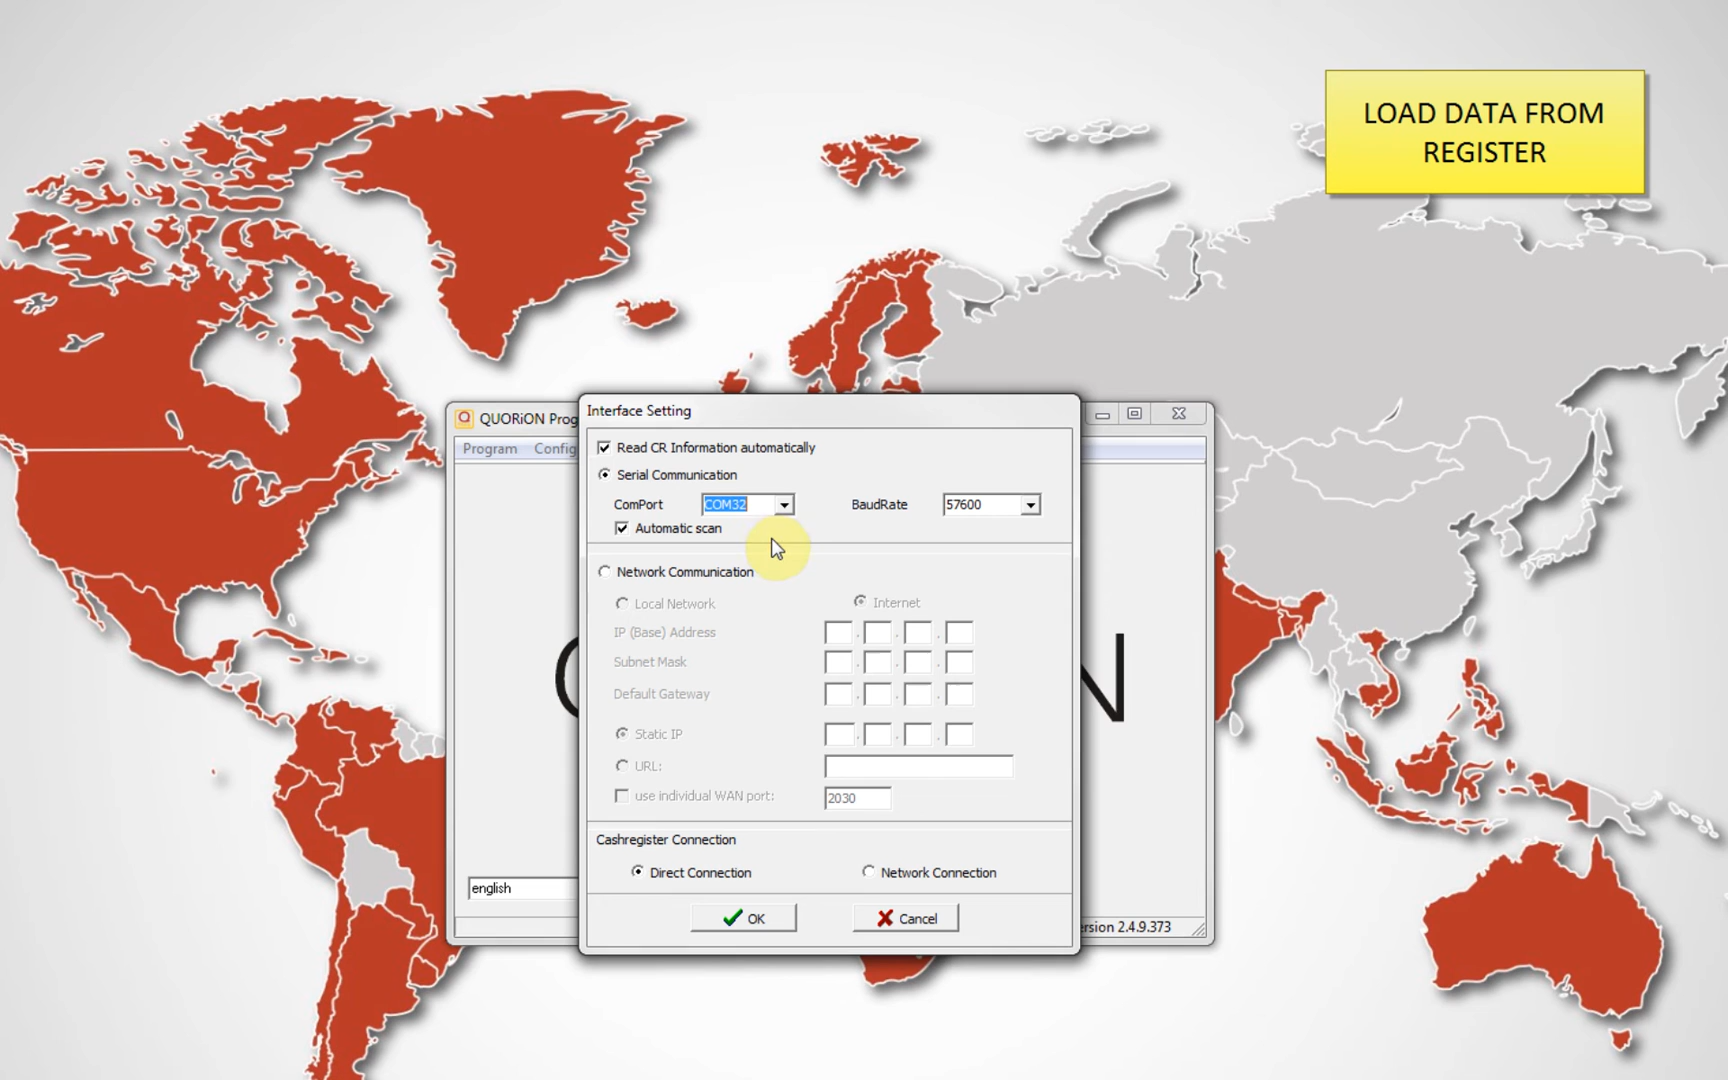 LOAD DATA FROM
REGISTER
QUORiON Prog
Program Config
Interface Setting
Read CR Information automatically
Serial Communication
ComPort COM32 BaudRate 57600
Automatic scan
Network Communication
Local Network Internet
IP (Base) Address
Subnet Mask
Default Gateway
Static IP
URL:
use individual WAN port: 2030
Cashregister Connection
Direct Connection Network Connection
english
OK Cancel
ersion 2.4.9.373
N